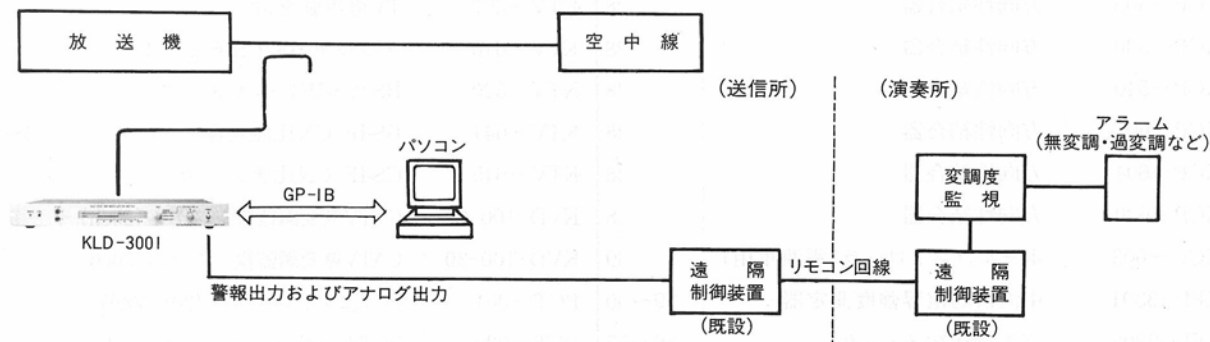 放送機
空中線
(送信所)
(演奏所)
アラーム
(無変調・過変調など)
パソコン
変調度
監視
GP-IB
KLD-3001
遠隔
制御装置
(既設)
リモコン回線
遠隔
制御装置
(既設)
警報出力およびアナログ出力